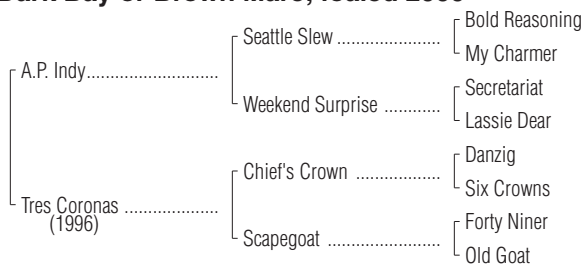 Dark Bay or Brown Mare; foaled 2006
Bold Reasoning
Seattle Slew ....................
My Charmer
A.P. Indy..........................
Secretariat
Weekend Surprise ............
Lassie Dear
Danzig
Chief's Crown .................
Six Crowns
Tres Coronas ...................
(1996)
Forty Niner
Scapegoat ......................
Old Goat